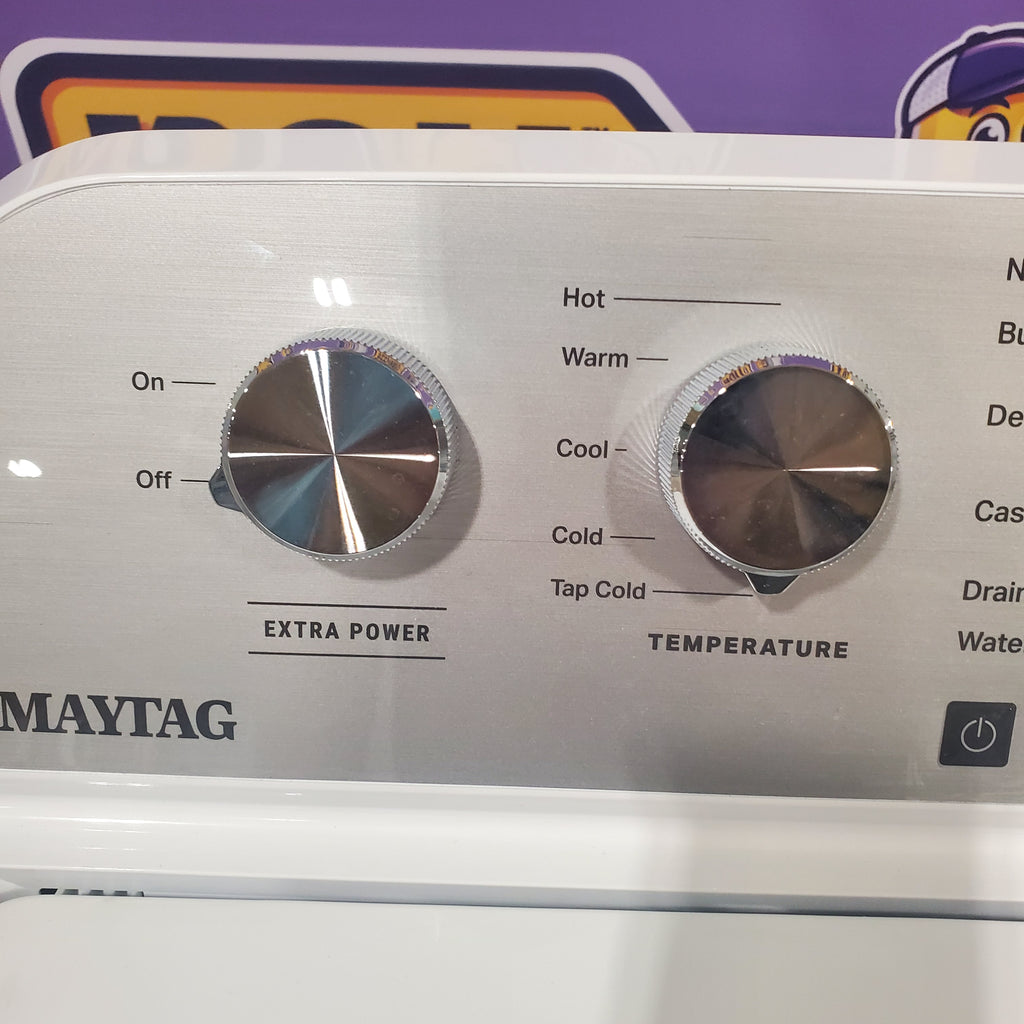 Hot
Warm
On
Cool
Off
Cold
Tap Cold
EXTRA POWER
TEMPERATURE
MAYTAG